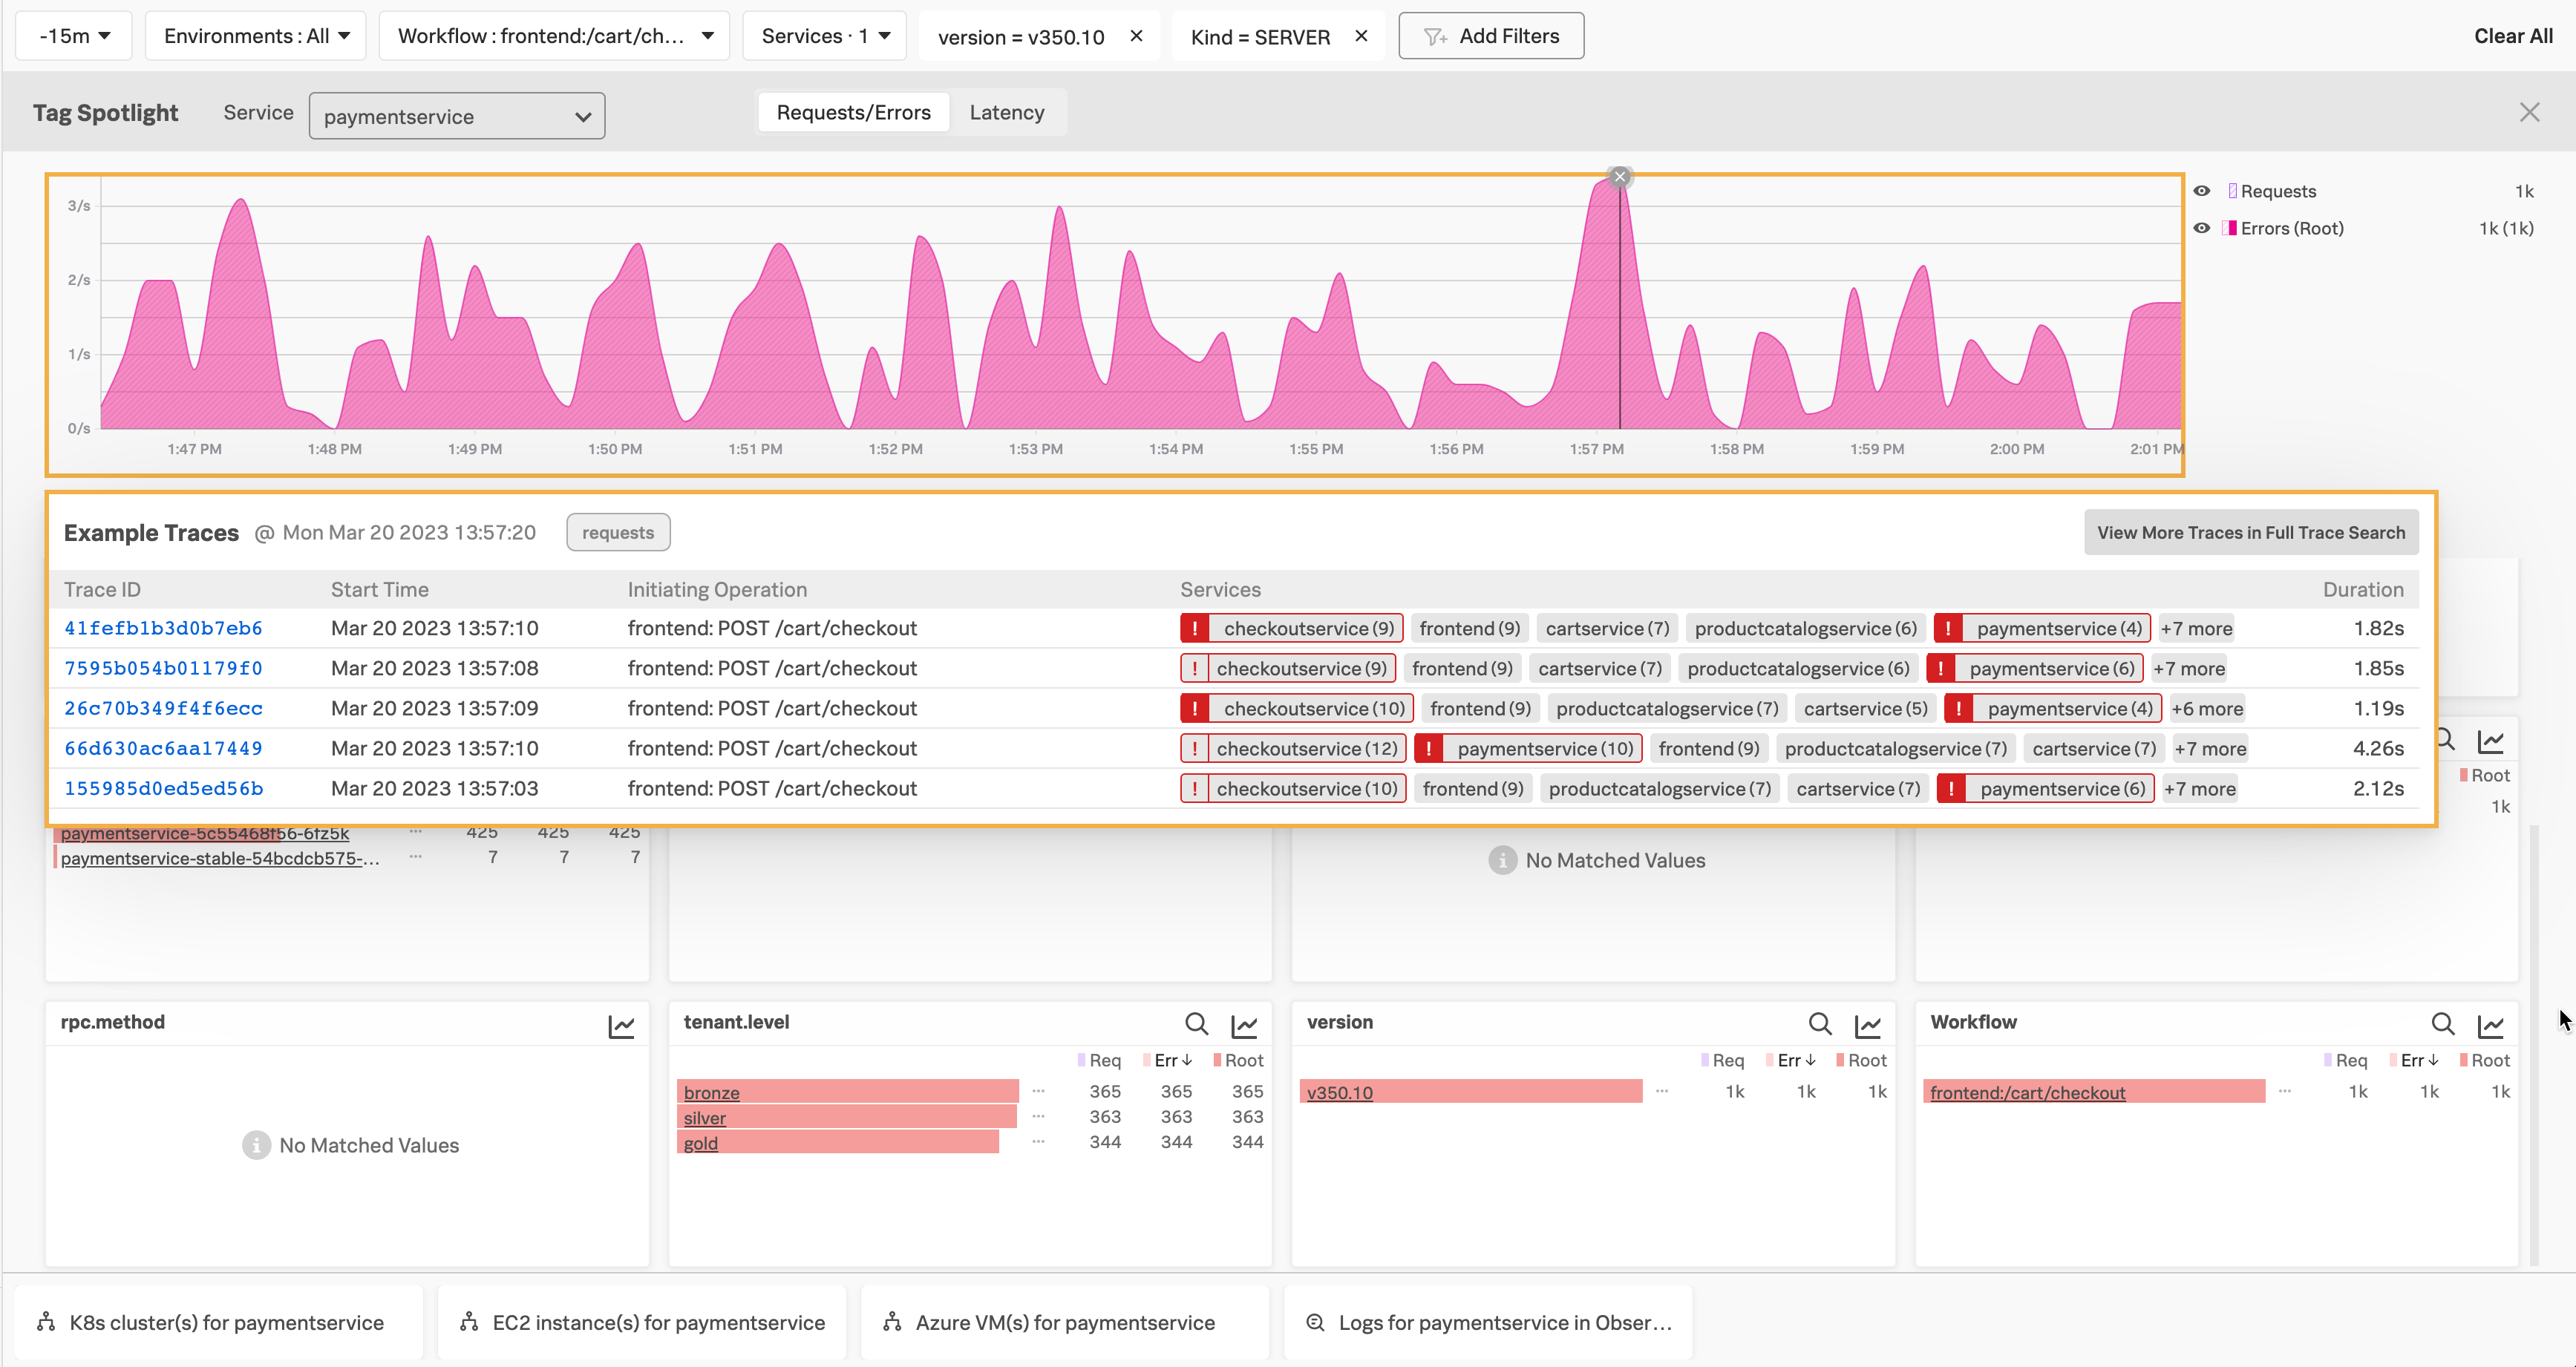 -15m Environments : All Workflow : frontend:/cart/ch... Services · 1 version = v350.10 Kind = SERVER Add Filters Clear All
Tag Spotlight Service paymentservice Requests/Errors Latency
Requests 1k
Errors (Root) 1k (1k)
3/s
2/s
1/s
0/s
1:47 PM 1:48 PM 1:49 PM 1:50 PM 1:51 PM 1:52 PM 1:53 PM 1:54 PM 1:55 PM 1:56 PM 1:57 PM 1:58 PM 1:59 PM 2:00 PM 2:01 PM
Example Traces @ Mon Mar 20 2023 13:57:20 requests View More Traces in Full Trace Search
Trace ID Start Time Initiating Operation Services Duration
41fefb1b3d0b7eb6 Mar 20 2023 13:57:10 frontend: POST /cart/checkout ! checkoutservice (9) frontend (9) cartservice (7) productcatalogservice (6) ! paymentservice (4) +7 more 1.82s
7595b054b01179f0 Mar 20 2023 13:57:08 frontend: POST /cart/checkout ! checkoutservice (9) frontend (9) cartservice (7) productcatalogservice (6) ! paymentservice (6) +7 more 1.85s
26c70b349f4f6ecc Mar 20 2023 13:57:09 frontend: POST /cart/checkout ! checkoutservice (10) frontend (9) productcatalogservice (7) cartservice (5) ! paymentservice (4) +6 more 1.19s
66d630ac6aa17449 Mar 20 2023 13:57:10 frontend: POST /cart/checkout ! checkoutservice (12) ! paymentservice (10) frontend (9) productcatalogservice (7) cartservice (7) +7 more 4.26s
155985d0ed5ed56b Mar 20 2023 13:57:03 frontend: POST /cart/checkout ! checkoutservice (10) frontend (9) productcatalogservice (7) cartservice (7) ! paymentservice (6) +7 more 2.12s
Root
1k
paymentservice-5c55468f56-6fz5k ... 425 425 425
paymentservice-stable-54bcdcb575-... ... 7 7 7
No Matched Values
rpc.method
No Matched Values
tenant.level
Req Err ↓ Root
bronze ... 365 365 365
silver ... 363 363 363
gold ... 344 344 344
version
Req Err ↓ Root
v350.10 ... 1k 1k 1k
Workflow
Req Err ↓ Root
frontend:/cart/checkout ... 1k 1k 1k
K8s cluster(s) for paymentservice EC2 instance(s) for paymentservice Azure VM(s) for paymentservice Logs for paymentservice in Obser...